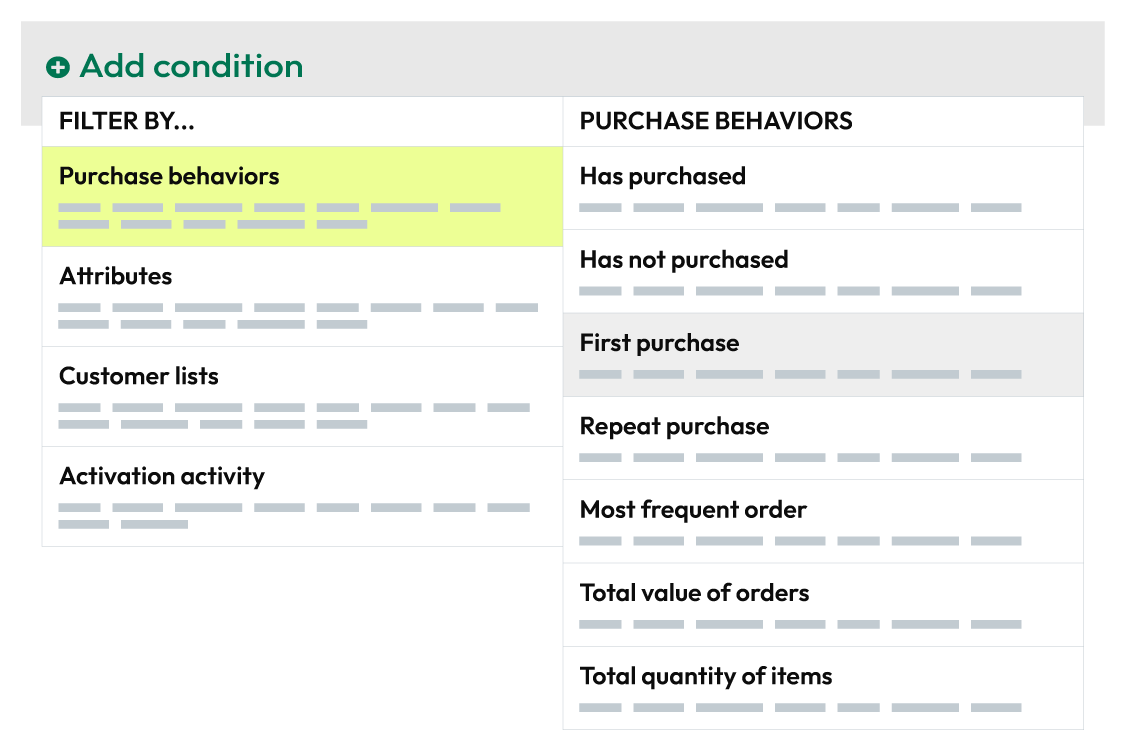 Add condition
FILTER BY...
Purchase behaviors
Attributes
Customer lists
Activation activity
PURCHASE BEHAVIORS
Has purchased
Has not purchased
First purchase
Repeat purchase
Most frequent order
Total value of orders
Total quantity of items